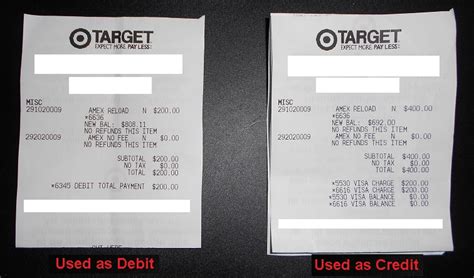 TARGET
EXPECT MORE. PAY LESS.
MISC
291020009 AMEX RELOAD N $200.00
*6636
NEW BAL: $808.11
NO REFUNDS THIS ITEM
292020009 AMEX NO FEE N $0.00
NO REFUNDS THIS ITEM
SUBTOTAL $200.00
NO TAX $0.00
TOTAL $200.00
*6345 DEBIT TOTAL PAYMENT $200.00
Used as Debit
TARGET
EXPECT MORE. PAY LESS.
MISC
291020009 AMEX RELOAD N $400.00
*6636
NEW BAL: $692.00
NO REFUNDS THIS ITEM
292020009 AMEX NO FEE N $0.00
NO REFUNDS THIS ITEM
SUBTOTAL $400.00
NO TAX $0.00
TOTAL $400.00
*5530 VISA CHARGE $200.00
*6616 VISA CHARGE $200.00
*5530 VISA BALANCE $0.00
*6616 VISA BALANCE $0.00
Used as Credit